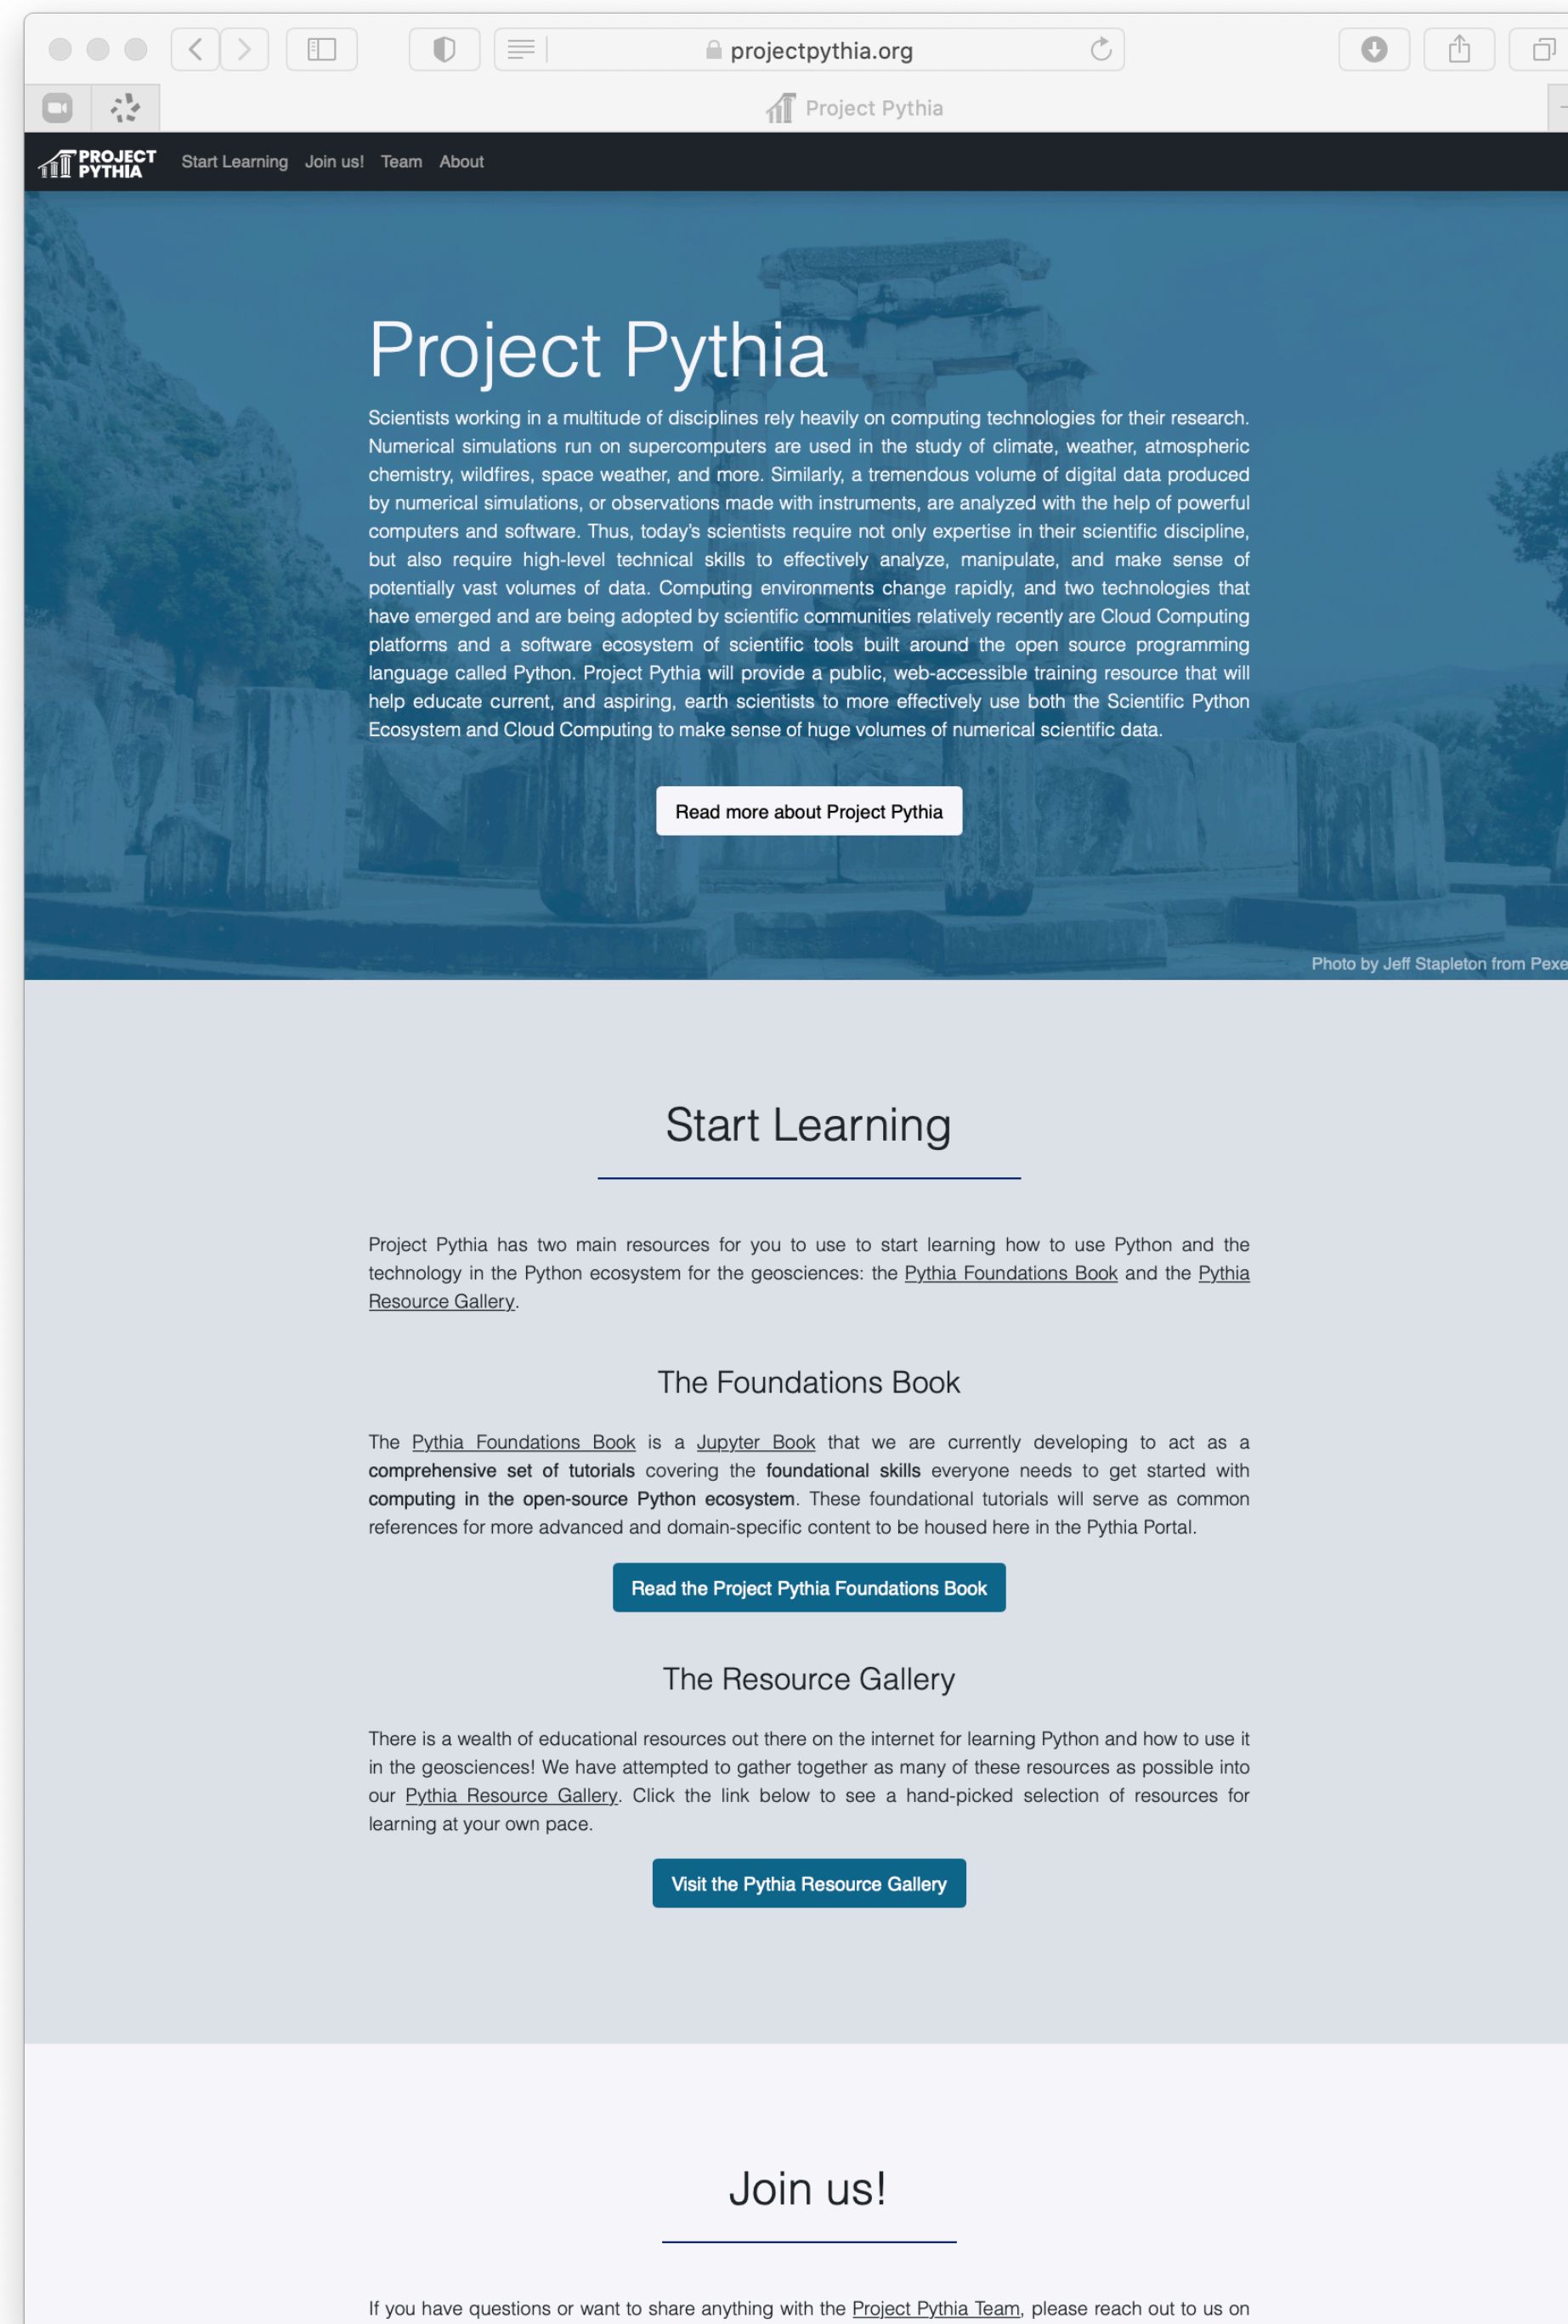 projectpythia.org
Project Pythia
PROJECT
PYTHIA
Start Learning Join us! Team About
Project Pythia
Scientists working in a multitude of disciplines rely heavily on computing technologies for their research.
Numerical simulations run on supercomputers are used in the study of climate, weather, atmospheric
chemistry, wildfires, space weather, and more. Similarly, a tremendous volume of digital data produced
by numerical simulations, or observations made with instruments, are analyzed with the help of powerful
computers and software. Thus, today's scientists require not only expertise in their scientific discipline,
but also require high-level technical skills to effectively analyze, manipulate, and make sense of
potentially vast volumes of data. Computing environments change rapidly, and two technologies that
have emerged and are being adopted by scientific communities relatively recently are Cloud Computing
platforms and a software ecosystem of scientific tools built around the open source programming
language called Python. Project Pythia will provide a public, web-accessible training resource that will
help educate current, and aspiring, earth scientists to more effectively use both the Scientific Python
Ecosystem and Cloud Computing to make sense of huge volumes of numerical scientific data.
Read more about Project Pythia
Photo by Jeff Stapleton from Pexe
Start Learning
Project Pythia has two main resources for you to use to start learning how to use Python and the
technology in the Python ecosystem for the geosciences: the Pythia Foundations Book and the Pythia
Resource Gallery.
The Foundations Book
The Pythia Foundations Book is a Jupyter Book that we are currently developing to act as a
comprehensive set of tutorials covering the foundational skills everyone needs to get started with
computing in the open-source Python ecosystem. These foundational tutorials will serve as common
references for more advanced and domain-specific content to be housed here in the Pythia Portal.
Read the Project Pythia Foundations Book
The Resource Gallery
There is a wealth of educational resources out there on the internet for learning Python and how to use it
in the geosciences! We have attempted to gather together as many of these resources as possible into
our Pythia Resource Gallery. Click the link below to see a hand-picked selection of resources for
learning at your own pace.
Visit the Pythia Resource Gallery
Join us!
If you have questions or want to share anything with the Project Pythia Team, please reach out to us on